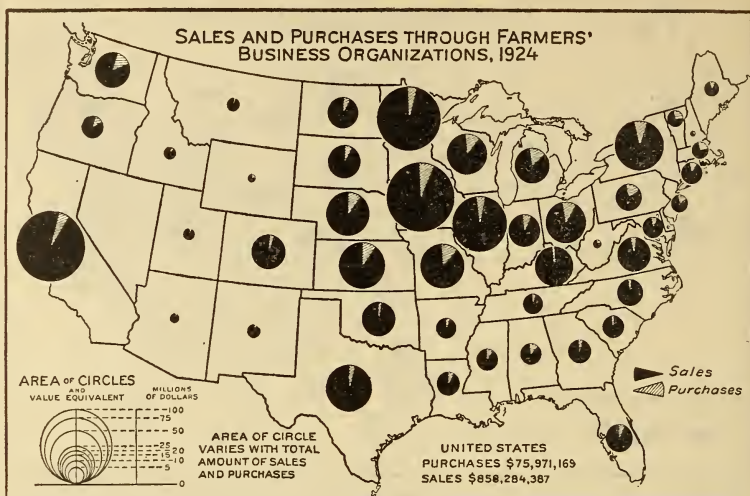 SALES AND PURCHASES THROUGH FARMERS'
BUSINESS ORGANIZATIONS, 1924
Sales
Purchases
AREA OF CIRCLES
AND
VALUE EQUIVALENT
MILLIONS
OF DOLLARS
100
75
50
25
20
15
10
5
0
AREA OF CIRCLE
VARIES WITH TOTAL
AMOUNT OF SALES
AND PURCHASES
UNITED STATES
PURCHASES $75,971,169
SALES $858,284,387